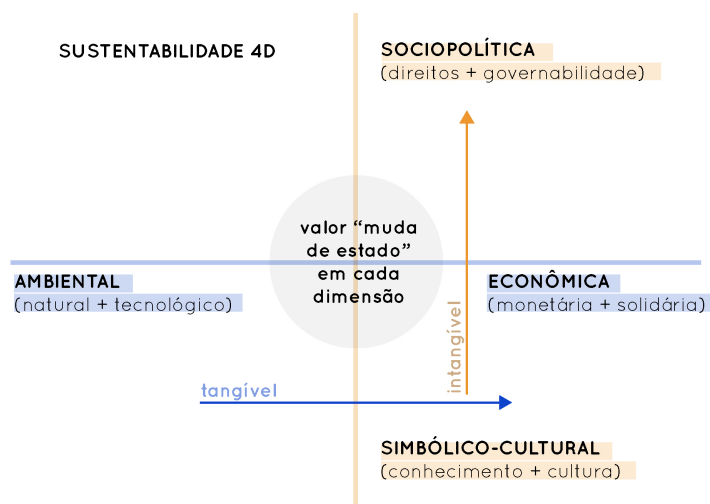 SUSTENTABILIDADE 4D
SOCIOPOLÍTICA
(direitos + governabilidade)
valor “muda
de estado”
em cada
dimensão
AMBIENTAL
(natural + tecnológico)
ECONÔMICA
(monetária + solidária)
intangível
tangível
SIMBÓLICO-CULTURAL
(conhecimento + cultura)